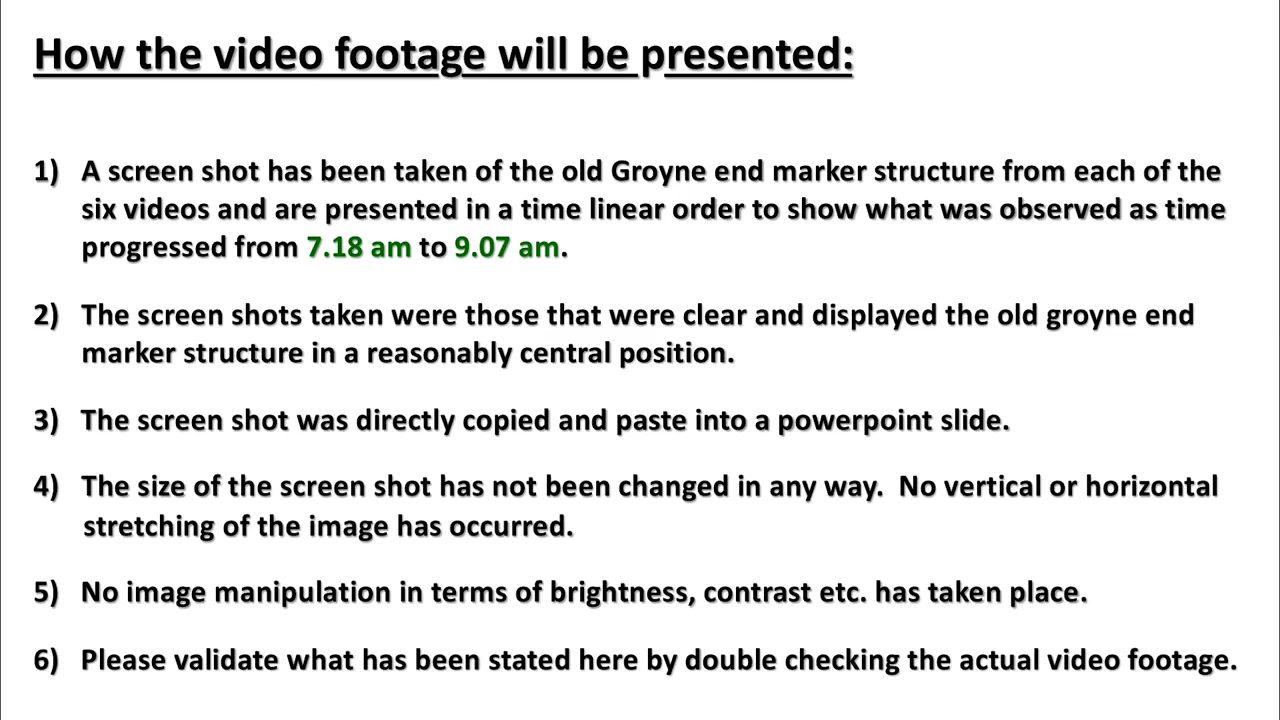 How the video footage will be presented:
1) A screen shot has been taken of the old Groyne end marker structure from each of the
six videos and are presented in a time linear order to show what was observed as time
progressed from 7.18 am to 9.07 am.
2) The screen shots taken were those that were clear and displayed the old groyne end
marker structure in a reasonably central position.
3) The screen shot was directly copied and paste into a powerpoint slide.
4) The size of the screen shot has not been changed in any way. No vertical or horizontal
stretching of the image has occurred.
5) No image manipulation in terms of brightness, contrast etc. has taken place.
6) Please validate what has been stated here by double checking the actual video footage.